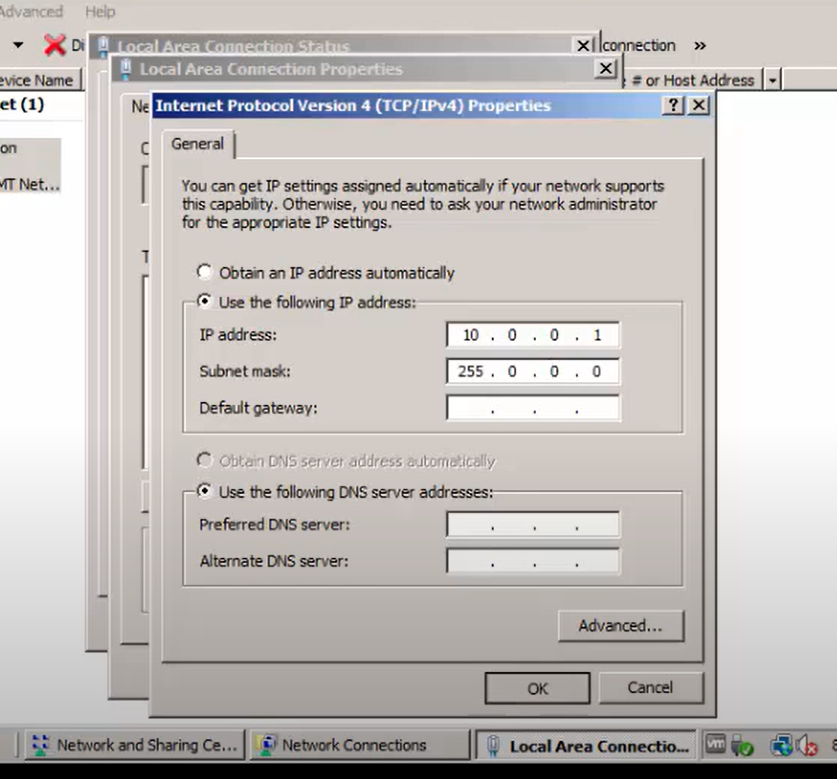 Advanced Help
Di
Local Area Connection Status
connection »
Local Area Connection Properties
evice Name
# or Host Address
et (1)
Ne
Internet Protocol Version 4 (TCP/IPv4) Properties
on
General
MT Net...
You can get IP settings assigned automatically if your network supports
this capability. Otherwise, you need to ask your network administrator
for the appropriate IP settings.
Obtain an IP address automatically
Use the following IP address:
IP address: 10 . 0 . 0 . 1
Subnet mask: 255 . 0 . 0 . 0
Default gateway: . . .
Obtain DNS server address automatically
Use the following DNS server addresses:
Preferred DNS server: . . .
Alternate DNS server: . . .
Advanced...
OK Cancel
Network and Sharing Ce... Network Connections Local Area Connectio... vm